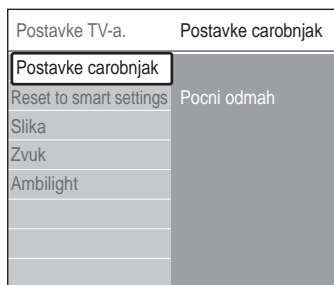 Postavke TV-a. Postavke carobnjak
Postavke carobnjak
Reset to smart settings Pocni odmah
Slika
Zvuk
Ambilight